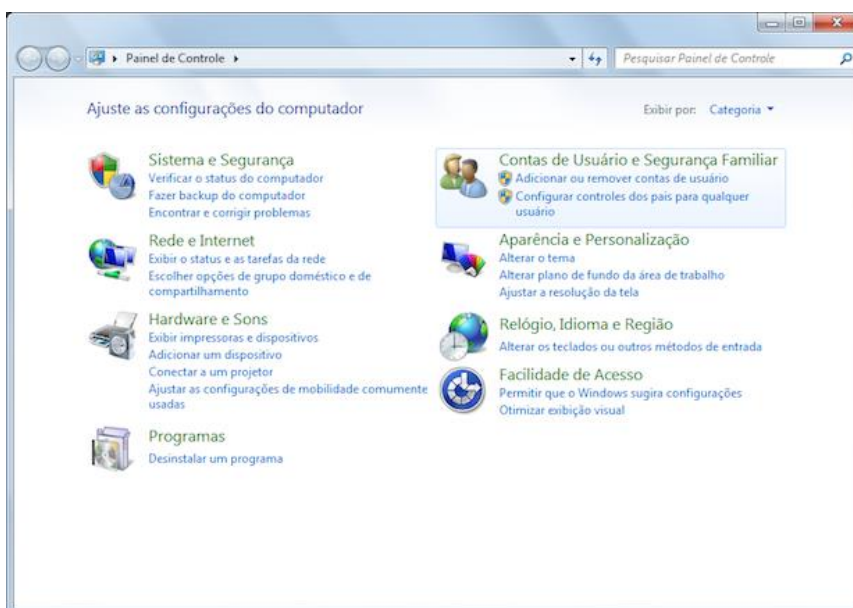 Painel de Controle
Pesquisar Painel de Controle
Ajuste as configurações do computador
Exibir por: Categoria
Sistema e Segurança
Verificar o status do computador
Fazer backup do computador
Encontrar e corrigir problemas
Rede e Internet
Exibir o status e as tarefas da rede
Escolher opções de grupo doméstico e de
compartilhamento
Hardware e Sons
Exibir impressoras e dispositivos
Adicionar um dispositivo
Conectar a um projetor
Ajustar as configurações de mobilidade comumente
usadas
Programas
Desinstalar um programa
Contas de Usuário e Segurança Familiar
Adicionar ou remover contas de usuário
Configurar controles dos pais para qualquer
usuário
Aparência e Personalização
Alterar o tema
Alterar plano de fundo da área de trabalho
Ajustar a resolução da tela
Relógio, Idioma e Região
Alterar os teclados ou outros métodos de entrada
Facilidade de Acesso
Permitir que o Windows sugira configurações
Otimizar exibição visual